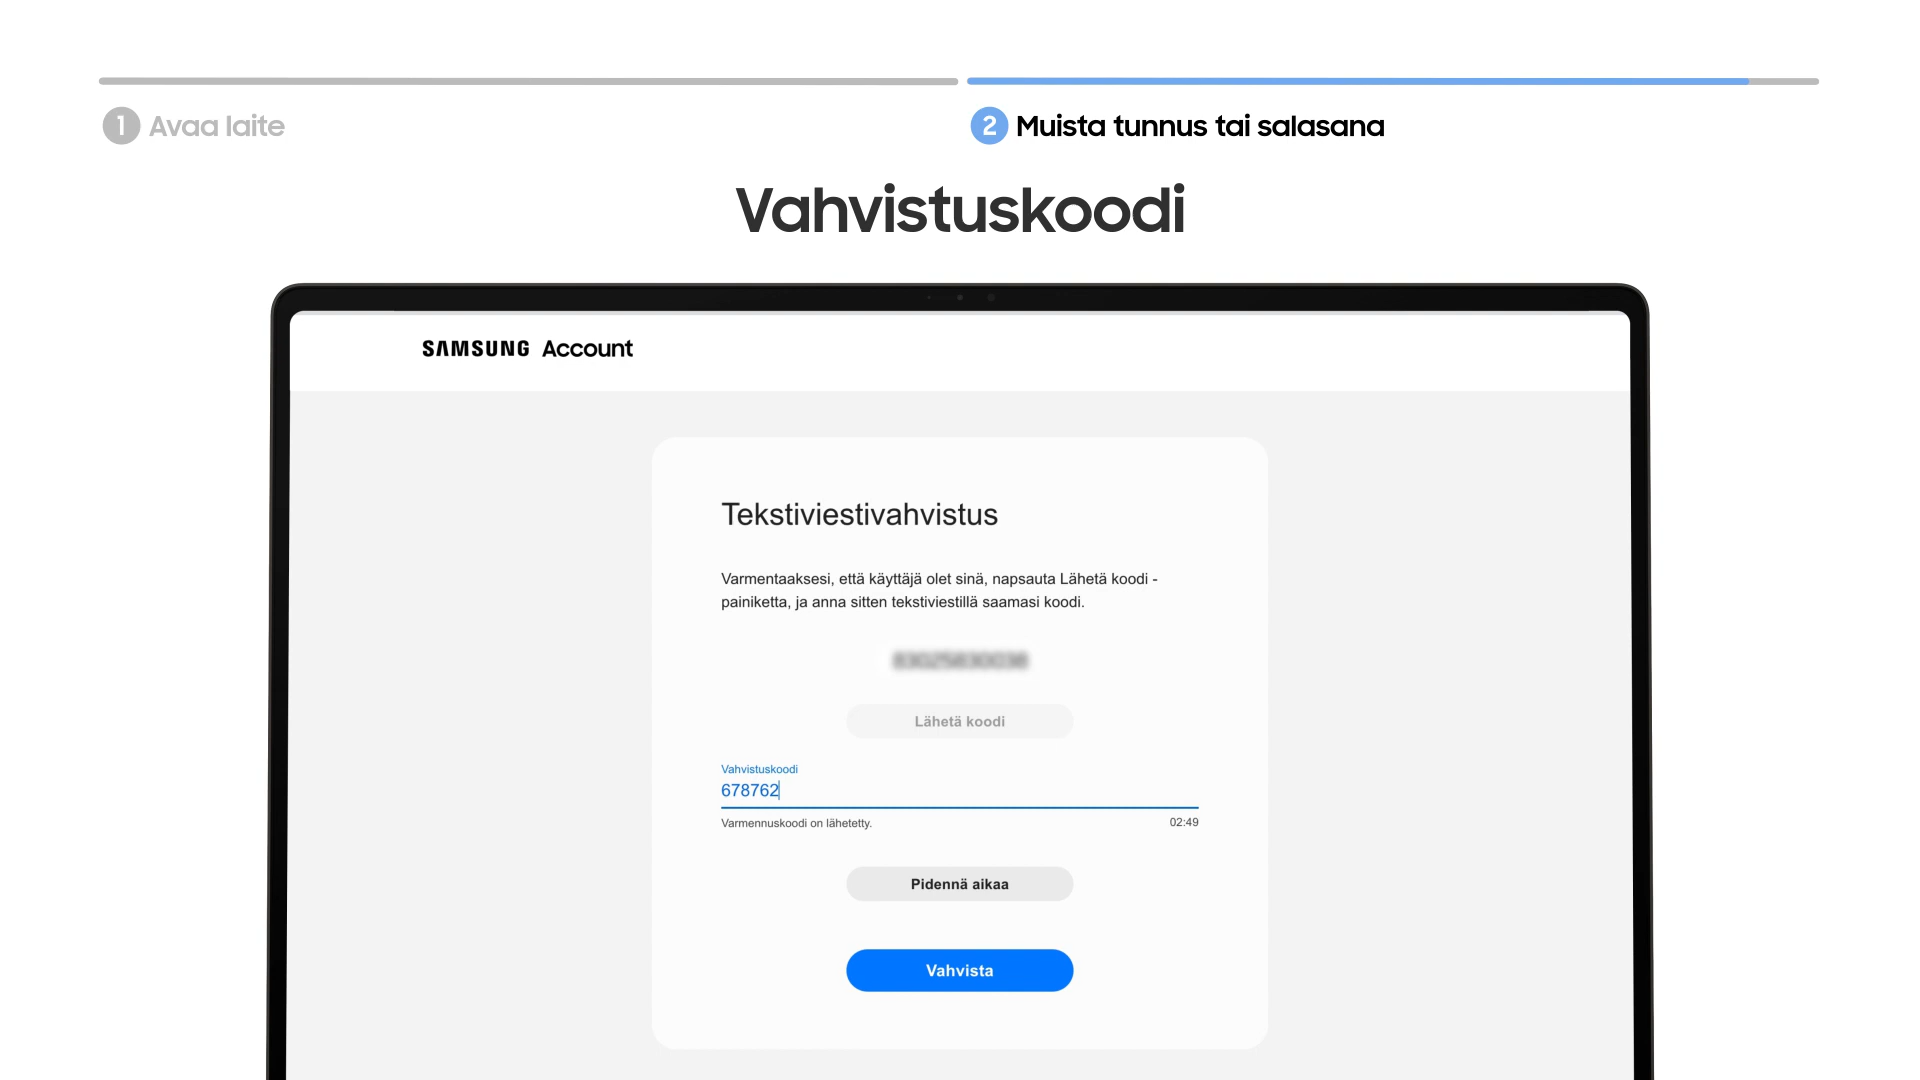 1 Avaa laite
2 Muista tunnus tai salasana
Vahvistuskoodi
SAMSUNG Account
Tekstiviestivahvistus
Varmentaaksesi, että käyttäjä olet sinä, napsauta Lähetä koodi -
painiketta, ja anna sitten tekstiviestillä saamasi koodi.
Lähetä koodi
Vahvistuskoodi
678762
Varmennuskoodi on lähetetty. 02:49
Pidennä aikaa
Vahvista